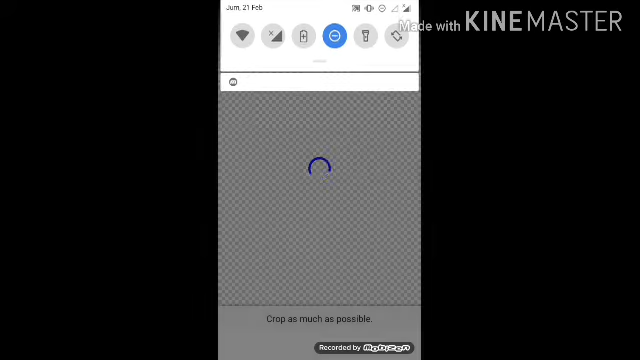 Jum, 21 Feb
Made with KINEMASTER
Crop as much as possible.
Recorded by Mobizen